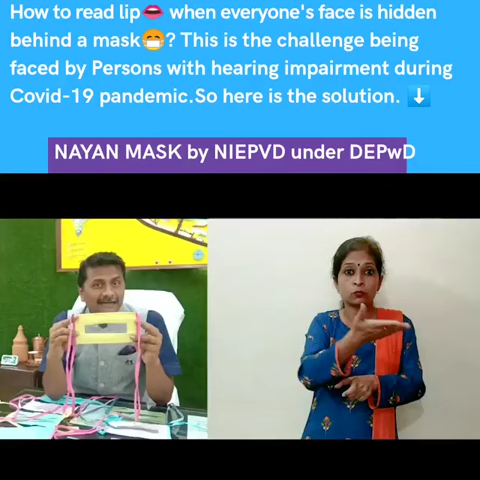 How to read lip👄 when everyone's face is hidden
behind a mask😷? This is the challenge being
faced by Persons with hearing impairment during
Covid-19 pandemic.So here is the solution. ⬇️
NAYAN MASK by NIEPVD under DEPwD